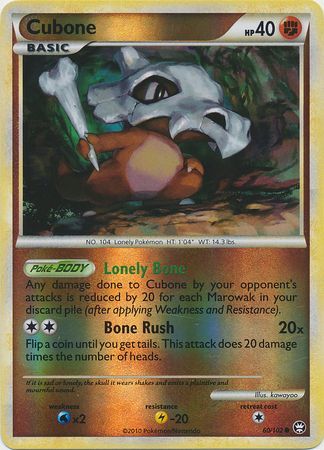 Cubone
HP 40
BASIC
NO. 104 Lonely Pokémon HT: 1'04" WT: 14.3 lbs.
Poké-BODY Lonely Bone
Any damage done to Cubone by your opponent's
attacks is reduced by 20 for each Marowak in your
discard pile (after applying Weakness and Resistance).
Bone Rush 20x
Flip a coin until you get tails. This attack does 20 damage
times the number of heads.
If it is sad or lonely, the skull it wears shakes and emits a plaintive and
mournful sound.
Illus. kawayoo
weakness resistance retreat cost
x2 -20
©2010 Pokémon/Nintendo 60/102